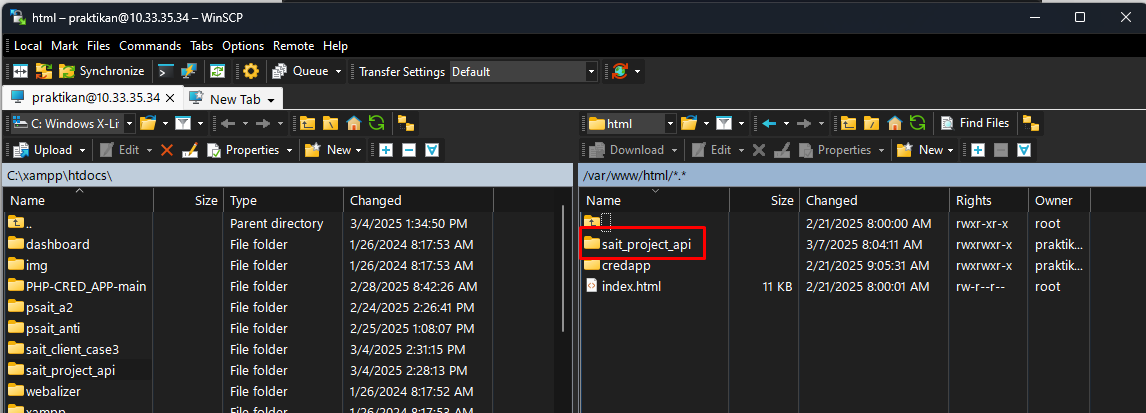 html – praktikan@10.33.35.34 – WinSCP
Local Mark Files Commands Tabs Options Remote Help
Synchronize Queue Transfer Settings Default
praktikan@10.33.35.34 New Tab
C: Windows X-Lit html Find Files
Upload Edit Properties New Download Edit Properties New
C:\xampp\htdocs\ /var/www/html/*.*
Name Size Type Changed Name Size Changed Rights Owner
.. Parent directory 3/4/2025 1:34:50 PM .. 2/21/2025 8:00:00 AM rwxr-xr-x root
dashboard File folder 1/26/2024 8:17:53 AM sait_project_api 3/7/2025 8:04:11 AM rwxrwxr-x praktik...
img File folder 1/26/2024 8:17:53 AM credapp 2/21/2025 9:05:31 AM rwxrwxr-x praktik...
PHP-CRED_APP-main File folder 2/28/2025 8:42:26 AM index.html 11 KB 2/21/2025 8:00:01 AM rw-r--r-- root
psait_a2 File folder 2/24/2025 2:26:41 PM
psait_anti File folder 2/25/2025 1:08:07 PM
sait_client_case3 File folder 3/4/2025 2:31:15 PM
sait_project_api File folder 3/4/2025 2:28:13 PM
webalizer File folder 1/26/2024 8:17:52 AM
xampp File folder 1/26/2024 8:17:53 AM